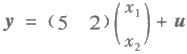 y = (5 2) (x₁ x₂) + u